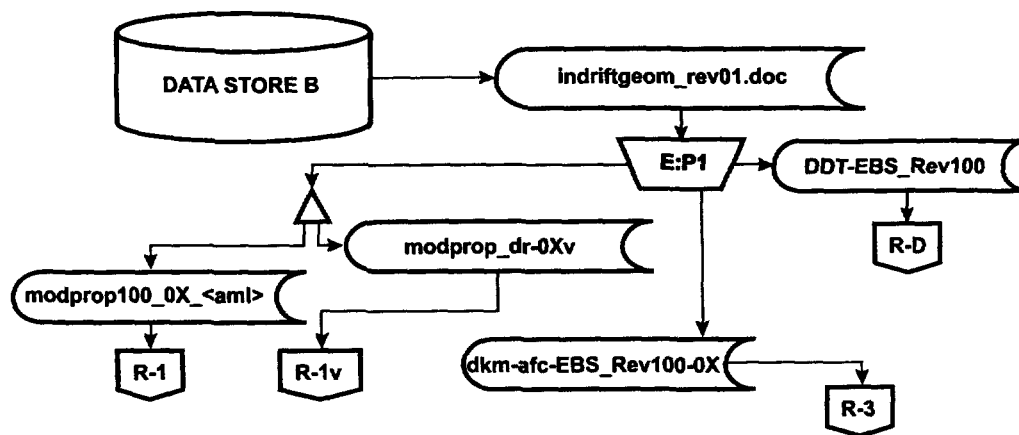 DATA STORE B
indriftgeom_rev01.doc
E:P1
DDT-EBS_Rev100
R-D
modprop_dr-0Xv
modprop100_0X_<aml>
R-1
R-1v
dkm-afc-EBS_Rev100-0X
R-3